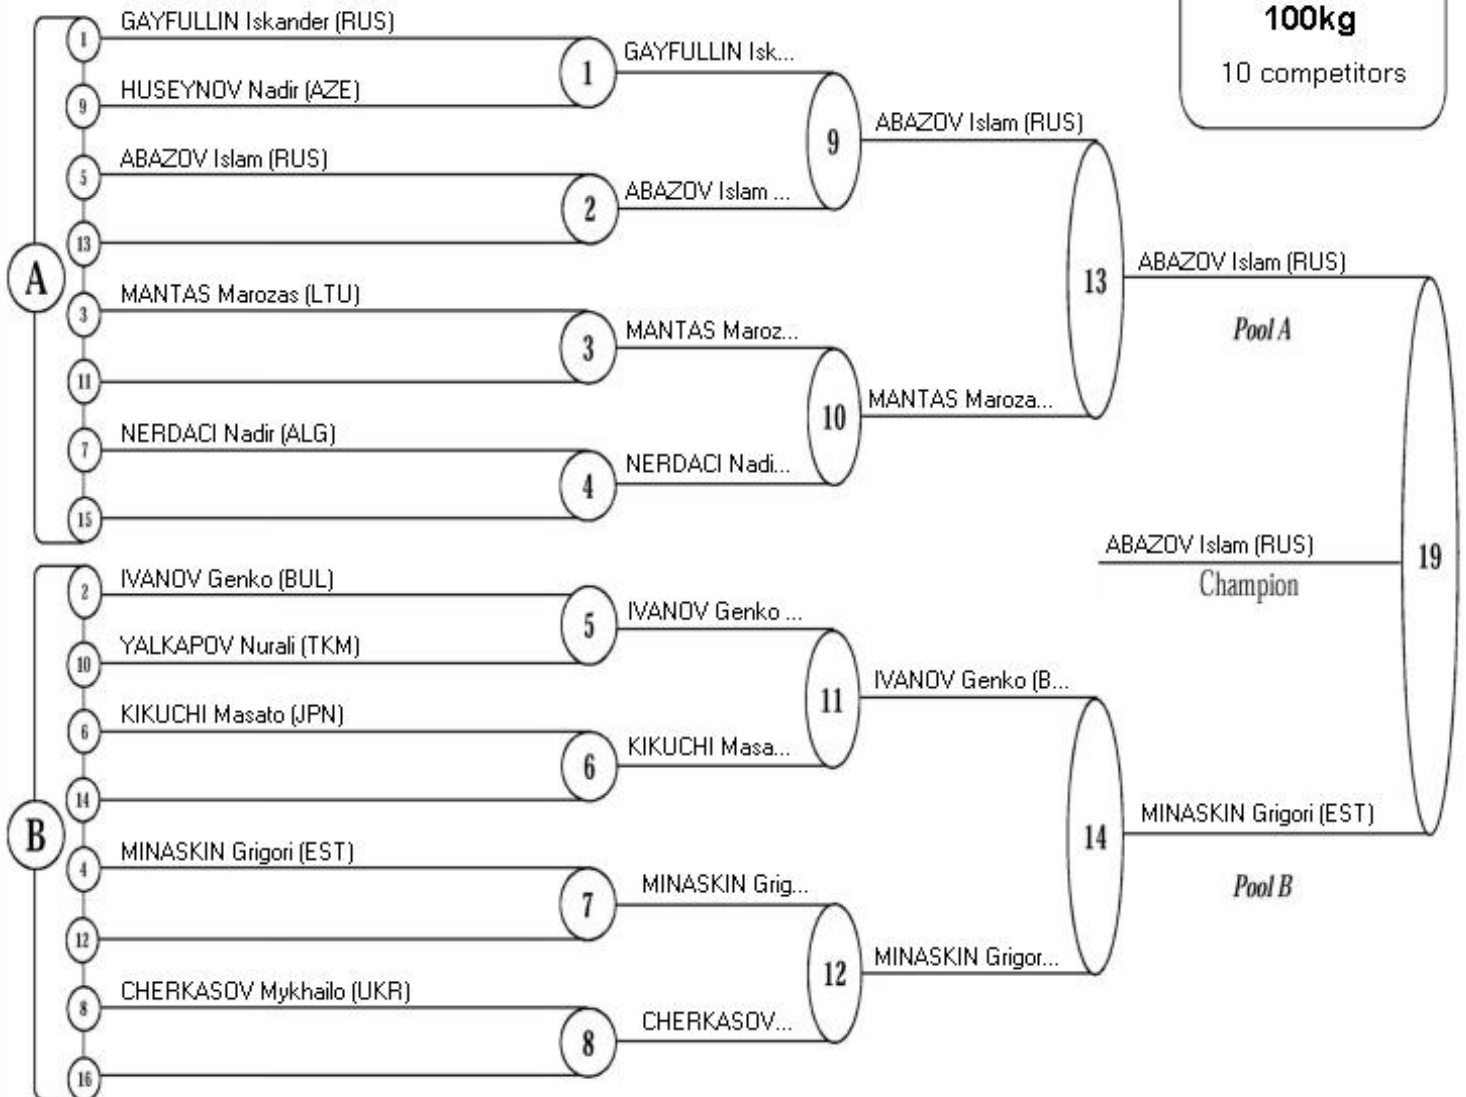 100kg
10 competitors
A
1 GAYFULLIN Iskander (RUS)
9 HUSEYNOV Nadir (AZE)
5 ABAZOV Islam (RUS)
13
3 MANTAS Marozas (LTU)
11
7 NERDACI Nadir (ALG)
15
B
2 IVANOV Genko (BUL)
10 YALKAPOV Nurali (TKM)
6 KIKUCHI Masato (JPN)
14
4 MINASKIN Grigori (EST)
12
8 CHERKASOV Mykhailo (UKR)
16
1 GAYFULLIN Isk...
2 ABAZOV Islam ...
3 MANTAS Maroz...
4 NERDACI Nadi...
5 IVANOV Genko ...
6 KIKUCHI Masa...
7 MINASKIN Grig...
8 CHERKASOV...
9 ABAZOV Islam (RUS)
10 MANTAS Maroza...
11 IVANOV Genko (B...
12 MINASKIN Grigor...
13 ABAZOV Islam (RUS)
Pool A
14 MINASKIN Grigori (EST)
Pool B
19
ABAZOV Islam (RUS)
Champion